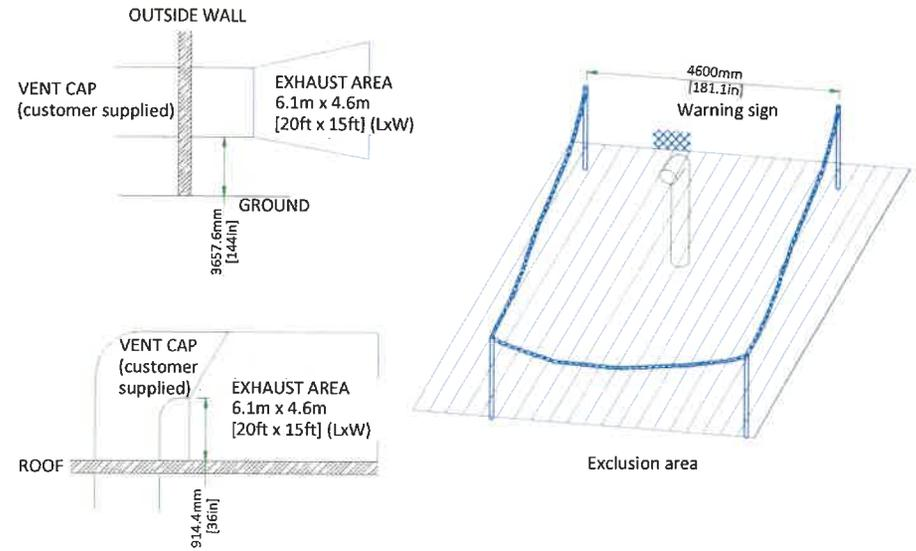 OUTSIDE WALL
VENT CAP
(customer supplied)
EXHAUST AREA
6.1m x 4.6m
[20ft x 15ft] (LxW)
GROUND
3657.6mm
[144in]
4600mm
[181.1in]
Warning sign
Exclusion area
VENT CAP
(customer
supplied)
EXHAUST AREA
6.1m x 4.6m
[20ft x 15ft] (LxW)
ROOF
914.4mm
[36in]